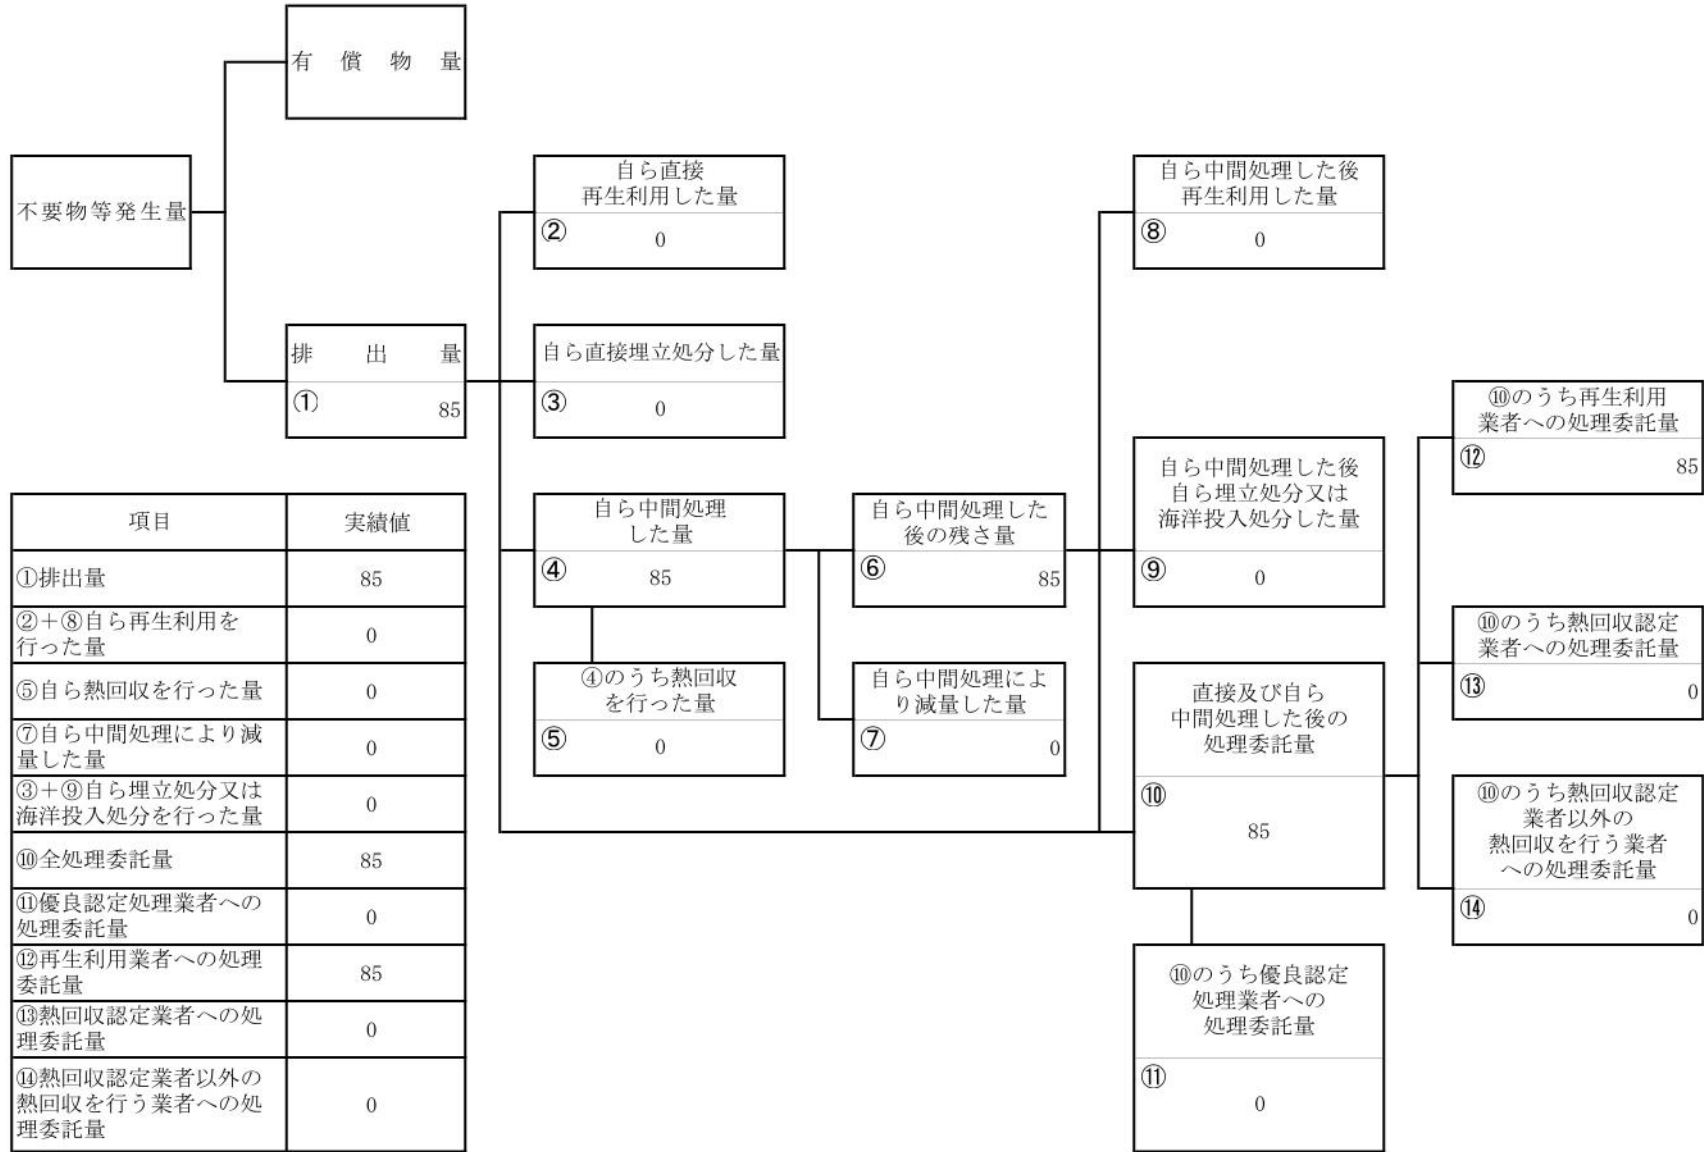 有償物量
不要物等発生量
排出量
①
85
自ら直接
再生利用した量
②
0
自ら直接埋立処分した量
③
0
自ら中間処理
した量
④
85
④のうち熱回収
を行った量
⑤
0
自ら中間処理した
後の残さ量
⑥
85
自ら中間処理によ
り減量した量
⑦
0
自ら中間処理した後
再生利用した量
⑧
0
自ら中間処理した後
自ら埋立処分又は
海洋投入処分した量
⑨
0
直接及び自ら
中間処理した後の
処理委託量
⑩
85
⑩のうち優良認定
処理業者への
処理委託量
⑪
0
⑩のうち再生利用
業者への処理委託量
⑫
85
⑩のうち熱回収認定
業者への処理委託量
⑬
0
⑩のうち熱回収認定
業者以外の
熱回収を行う業者
への処理委託量
⑭
0
項目 実績値
①排出量 85
②+⑧自ら再生利用を
行った量 0
⑤自ら熱回収を行った量 0
⑦自ら中間処理により減
量した量 0
③+⑨自ら埋立処分又は
海洋投入処分を行った量 0
⑩全処理委託量 85
⑪優良認定処理業者への
処理委託量 0
⑫再生利用業者への処理
委託量 85
⑬熱回収認定業者への処
理委託量 0
⑭熱回収認定業者以外の
熱回収を行う業者への処
理委託量 0